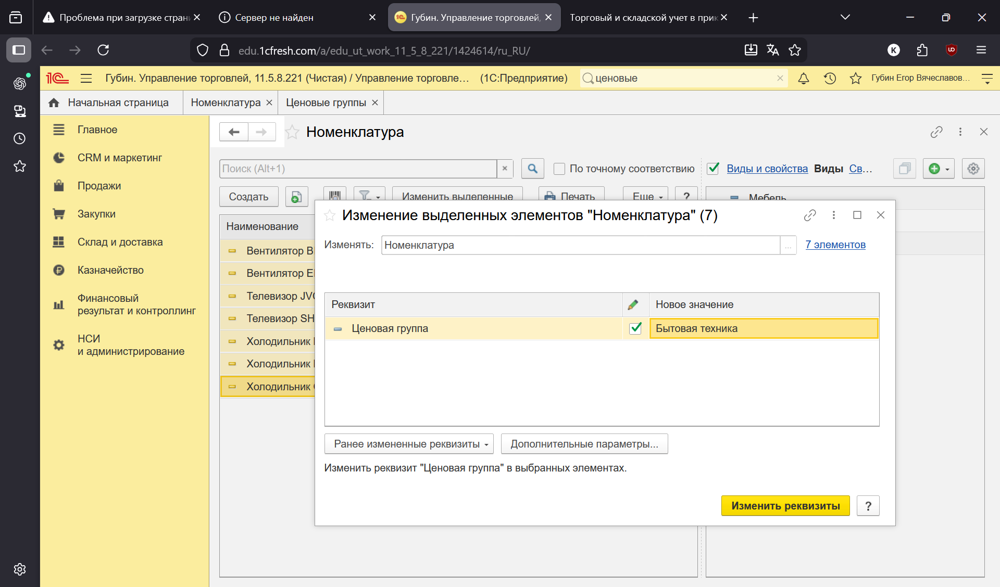 Проблема при загрузке стран
Сервер не найден
Губин. Управление торговлей,
Торговый и складской учет в прик
edu.1cfresh.com/a/edu_ut_work_11_5_8_221/1424614/ru_RU/
K
Губин. Управление торговлей, 11.5.8.221 (Чистая) / Управление торговле... (1С:Предприятие)
ценовые
Губин Егор Вячеславов...
Начальная страница
Номенклатура
Ценовые группы
Главное
CRM и маркетинг
Продажи
Закупки
Склад и доставка
Казначейство
Финансовый
результат и контроллинг
НСИ
и администрирование
Номенклатура
Поиск (Alt+1)
По точному соответствию
Виды и свойства Виды Св...
Создать
Изменить выделенные
Печать
Еще
?
Мебель
Наименование
Вентилятор B
Вентилятор
Телевизор JVC
Телевизор SH
Холодильник
Холодильник
Холодильник
Изменение выделенных элементов "Номенклатура" (7)
Изменять: Номенклатура ... 7 элементов
Реквизит
Новое значение
Ценовая группа
Бытовая техника
Ранее измененные реквизиты
Дополнительные параметры...
Изменить реквизит "Ценовая группа" в выбранных элементах.
Изменить реквизиты
?